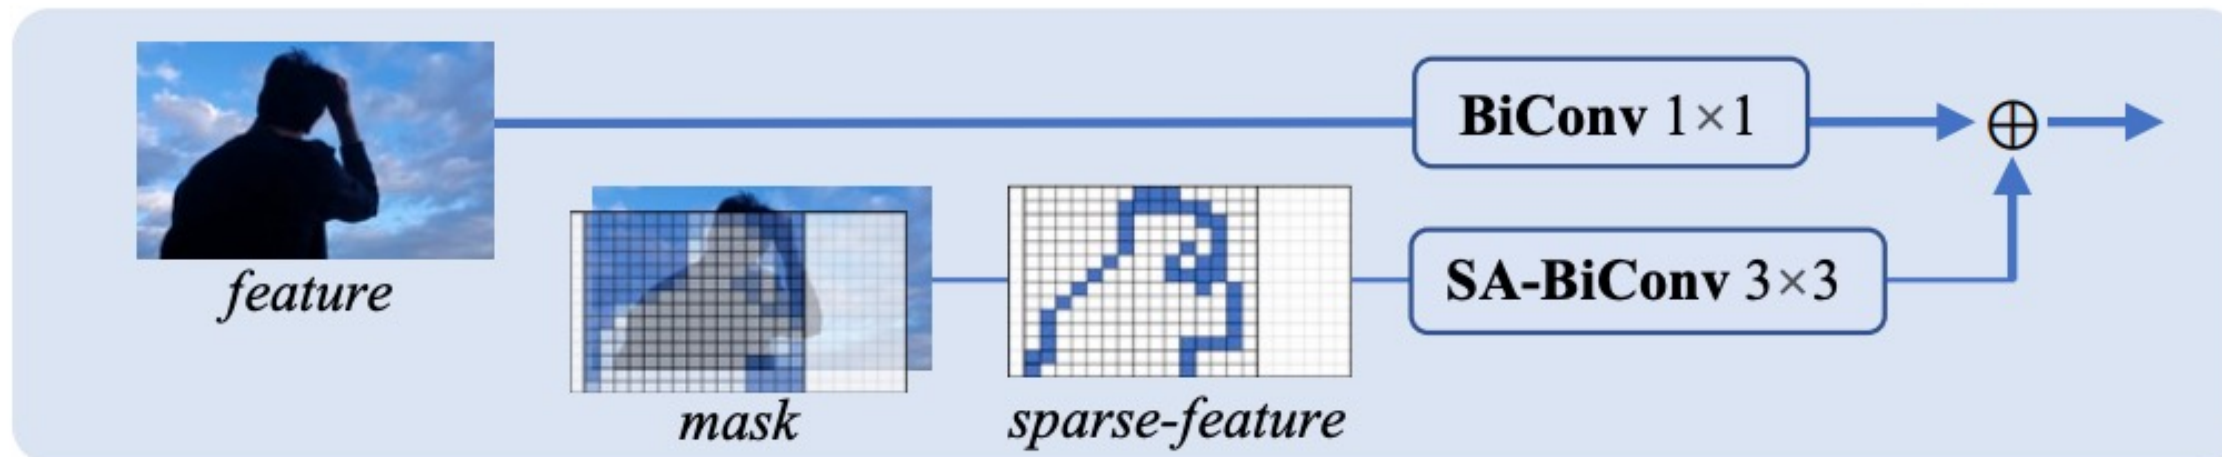 feature
BiConv 1×1
⊕
mask
sparse-feature
SA-BiConv 3×3